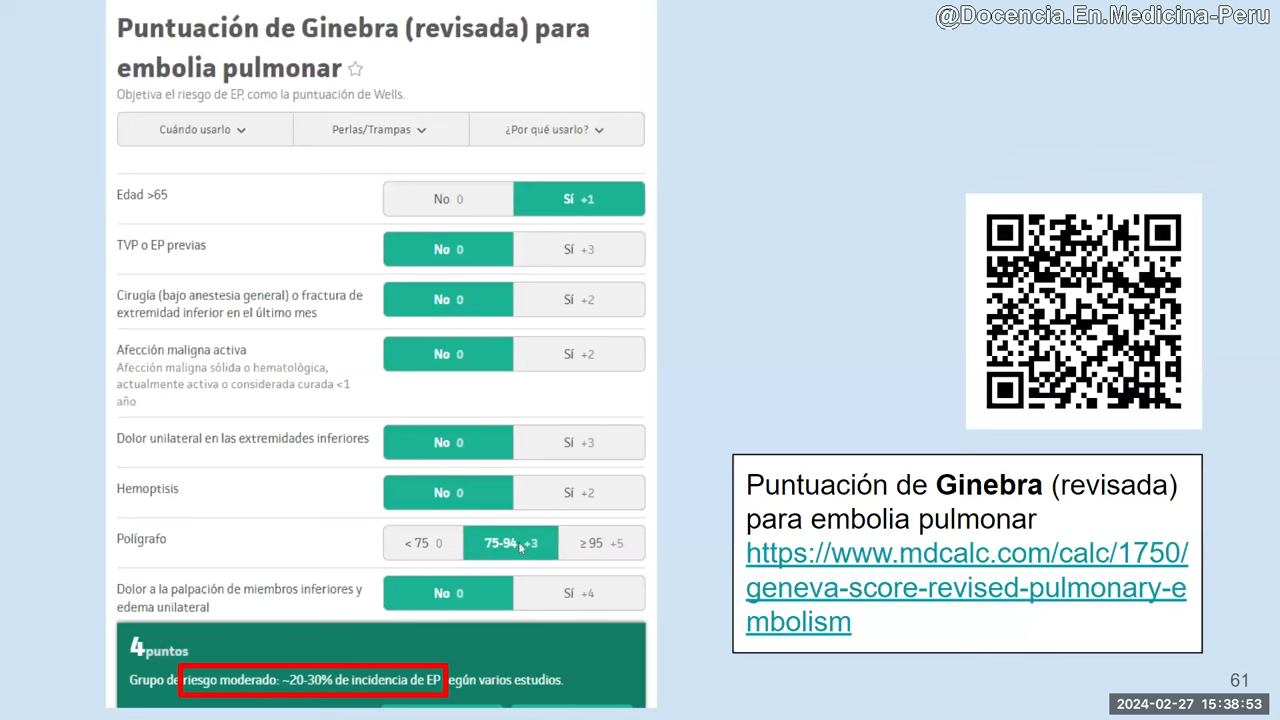 @Docencia.En.Medicina-Peru
Puntuación de Ginebra (revisada) para
embolia pulmonar
Objetiva el riesgo de EP, como la puntuación de Wells.
Cuándo usarlo
Perlas/Trampas
¿Por qué usarlo?
Edad >65
No 0
Sí +1
TVP o EP previas
No 0
Sí +3
Cirugía (bajo anestesia general) o fractura de
extremidad inferior en el último mes
No 0
Sí +2
Afección maligna activa
Afección maligna sólida o hematológica,
actualmente activa o considerada curada <1
año
No 0
Sí +2
Dolor unilateral en las extremidades inferiores
No 0
Sí +3
Hemoptisis
No 0
Sí +2
Polígrafo
< 75 0
75-94 +3
≥ 95 +5
Dolor a la palpación de miembros inferiores y
edema unilateral
No 0
Sí +4
4 puntos
Grupo de riesgo moderado: ~20-30% de incidencia de EP según varios estudios.
Puntuación de Ginebra (revisada)
para embolia pulmonar
https://www.mdcalc.com/calc/1750/
geneva-score-revised-pulmonary-e
mbolism
61
2024-02-27 15:38:53